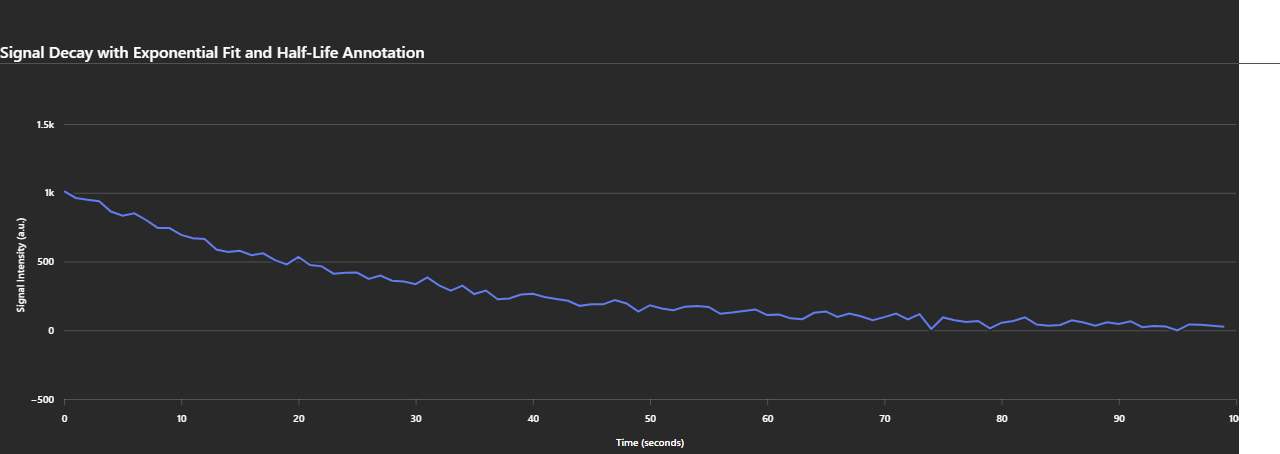 Signal Decay with Exponential Fit and Half-Life Annotation
1.5k
1k
500
0
−500
Signal Intensity (a.u.)
0 10 20 30 40 50 60 70 80 90 10
Time (seconds)